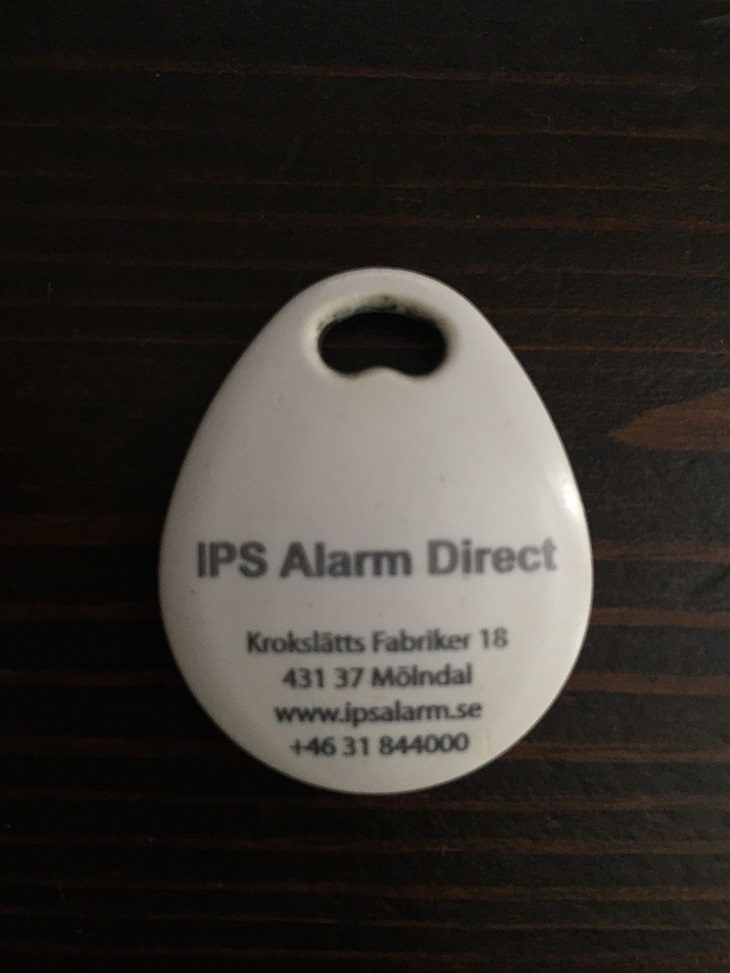 IPS Alarm Direct
Krokslätts Fabriker 18
431 37 Mölndal
www.ipsalarm.se
+46 31 844000